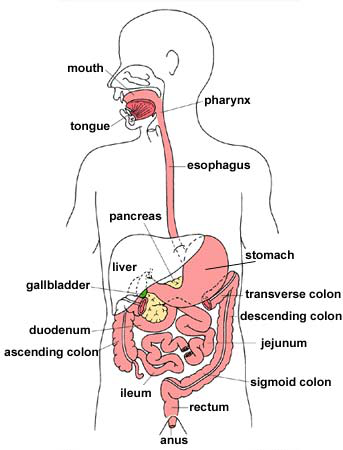 mouth
pharynx
tongue
esophagus
pancreas
stomach
liver
gallbladder
transverse colon
descending colon
duodenum
jejunum
ascending colon
sigmoid colon
ileum
rectum
anus